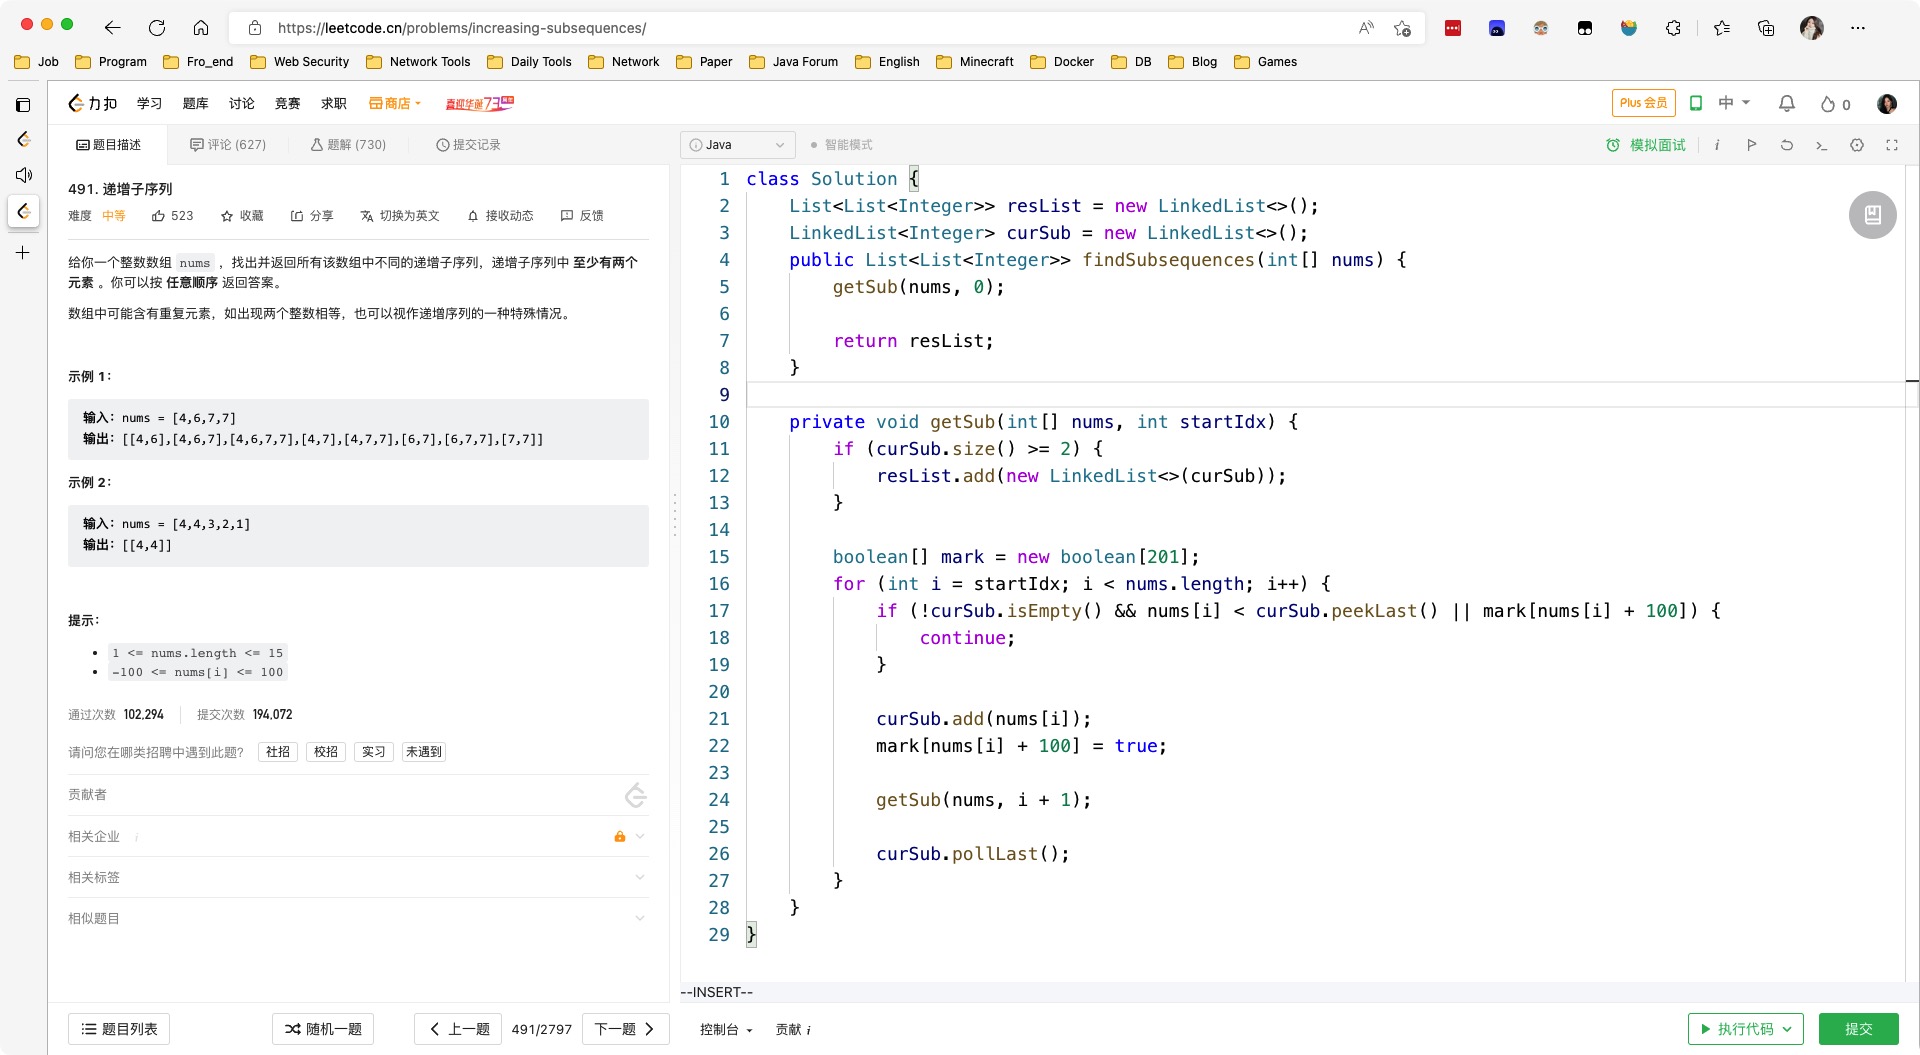 https://leetcode.cn/problems/increasing-subsequences/
Job Program Fro_end Web Security Network Tools Daily Tools Network Paper Java Forum English Minecraft Docker DB Blog Games
力扣 学习 题库 讨论 竞赛 求职 商店 喜迎华诞73 Plus 会员 中 0
题目描述 评论 (627) 题解 (730) 提交记录
Java 智能模式 模拟面试
491. 递增子序列
难度 中等 523 收藏 分享 切换为英文 接收动态 反馈
给你一个整数数组 nums ，找出并返回所有该数组中不同的递增子序列，递增子序列中 至少有两个
元素 。你可以按 任意顺序 返回答案。
数组中可能含有重复元素，如出现两个整数相等，也可以视作递增序列的一种特殊情况。
示例 1：
输入：nums = [4,6,7,7]
输出：[[4,6],[4,6,7],[4,6,7,7],[4,7],[4,7,7],[6,7],[6,7,7],[7,7]]
示例 2：
输入：nums = [4,4,3,2,1]
输出：[[4,4]]
提示：
1 <= nums.length <= 15
-100 <= nums[i] <= 100
通过次数 102,294 提交次数 194,072
请问您在哪类招聘中遇到此题? 社招 校招 实习 未遇到
贡献者
相关企业 i
相关标签
相似题目
1 class Solution {
2 List<List<Integer>> resList = new LinkedList<>();
3 LinkedList<Integer> curSub = new LinkedList<>();
4 public List<List<Integer>> findSubsequences(int[] nums) {
5 getSub(nums, 0);
6
7 return resList;
8 }
9
10 private void getSub(int[] nums, int startIdx) {
11 if (curSub.size() >= 2) {
12 resList.add(new LinkedList<>(curSub));
13 }
14
15 boolean[] mark = new boolean[201];
16 for (int i = startIdx; i < nums.length; i++) {
17 if (!curSub.isEmpty() && nums[i] < curSub.peekLast() || mark[nums[i] + 100]) {
18 continue;
19 }
20
21 curSub.add(nums[i]);
22 mark[nums[i] + 100] = true;
23
24 getSub(nums, i + 1);
25
26 curSub.pollLast();
27 }
28 }
29 }
--INSERT--
题目列表 随机一题 上一题 491/2797 下一题 控制台 贡献 i 执行代码 提交